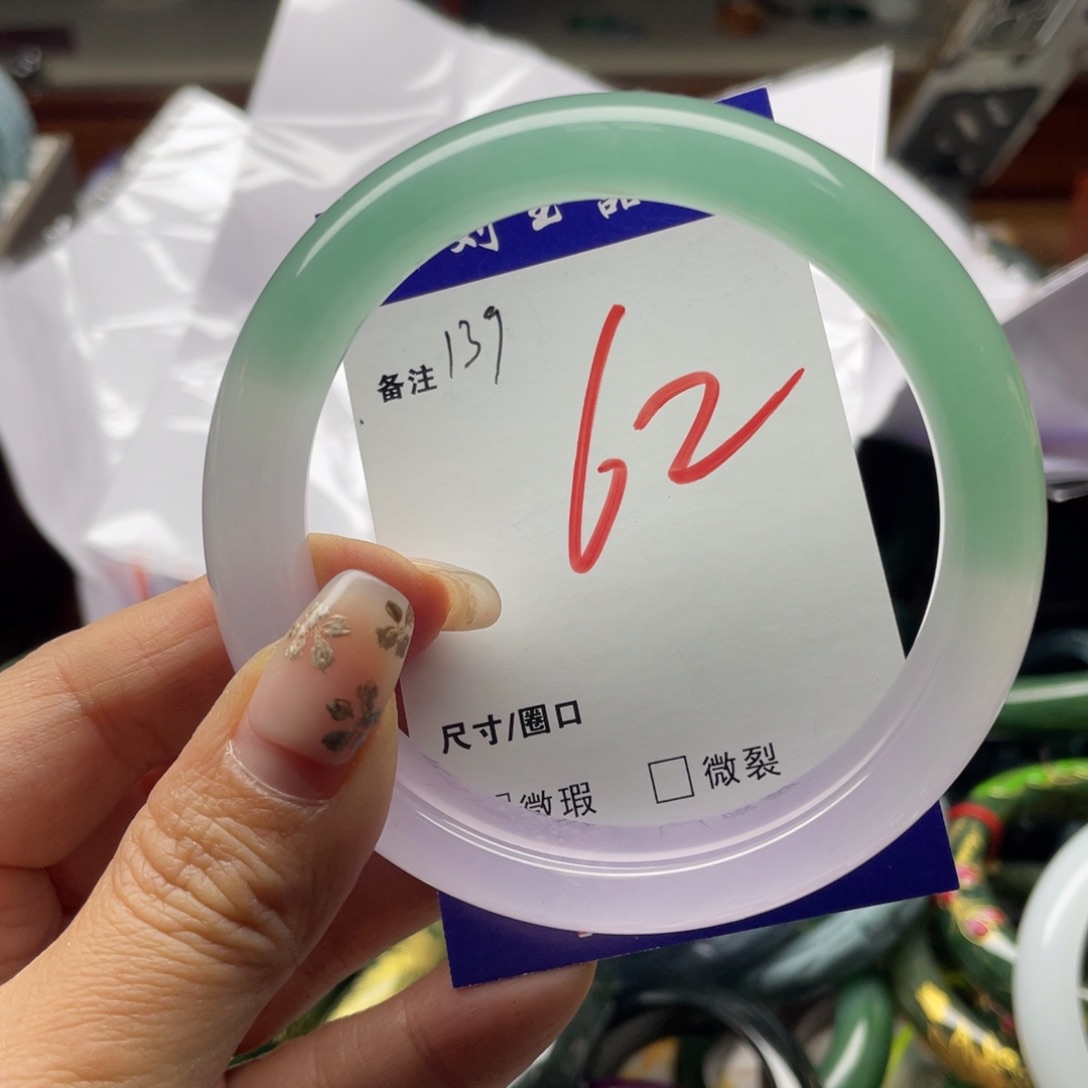 备注 139
62
尺寸/圈口
微瑕 □ 微裂